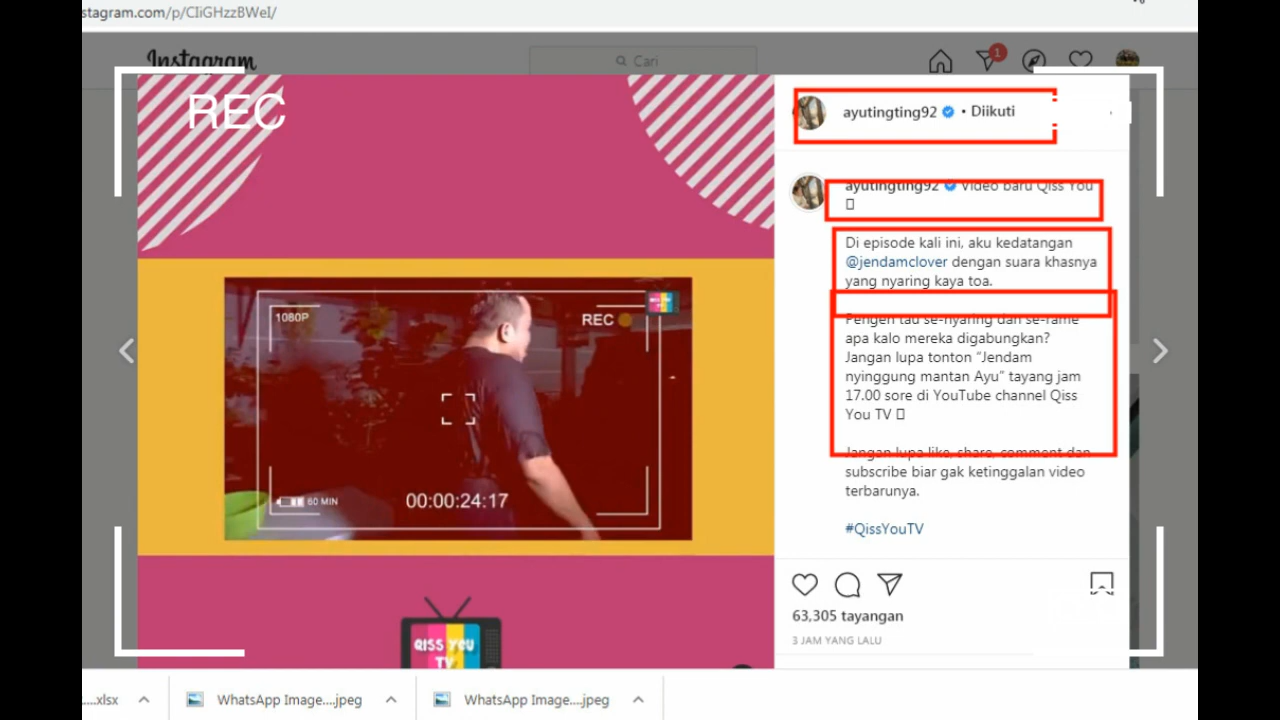 stagram.com/p/CIiGHzzBWeI/
Instagram
Cari
1
REC
ayutingting92 • Diikuti
ayutingting92 Video baru Qiss You
Di episode kali ini, aku kedatangan
@jendamclover dengan suara khasnya
yang nyaring kaya toa.
Pengen tau se-nyaring dan se-rame
apa kalo mereka digabungkan?
Jangan lupa tonton “Jendam
nyinggung mantan Ayu” tayang jam
17.00 sore di YouTube channel Qiss
You TV
Jangan lupa like, share, comment dan
subscribe biar gak ketinggalan video
terbarunya.
#QissYouTV
1080P
REC
60 MIN
00:00:24:17
QISS YOU
TV
63,305 tayangan
3 JAM YANG LALU
....xlsx
WhatsApp Image....jpeg
WhatsApp Image....jpeg